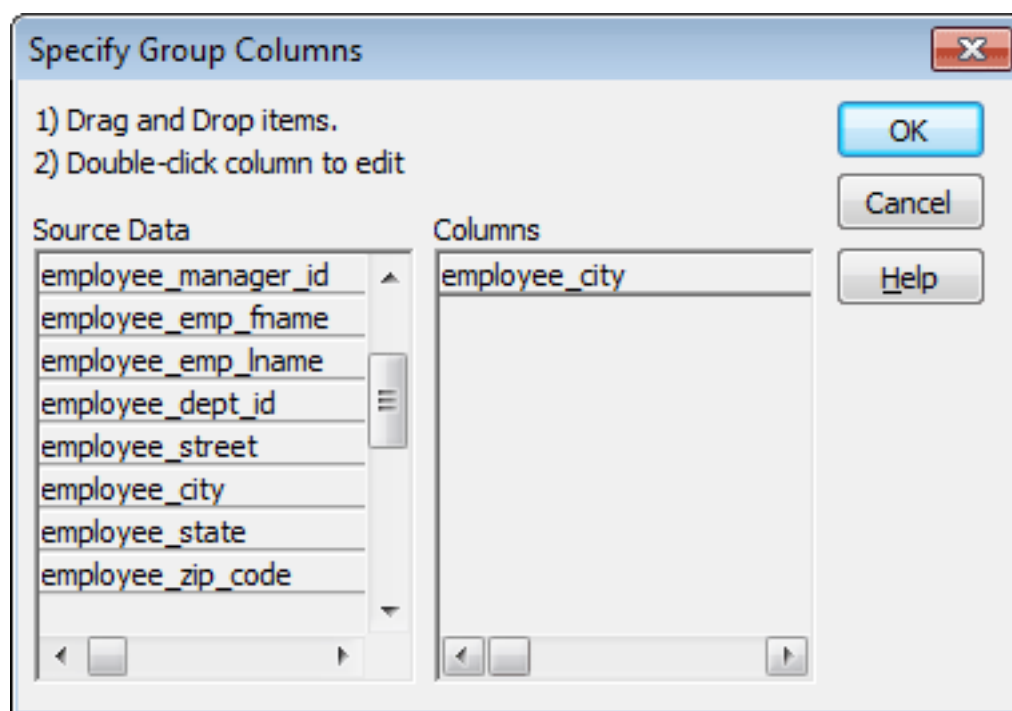 Specify Group Columns
1) Drag and Drop items.
2) Double-click column to edit
OK
Cancel
Help
Source Data
employee_manager_id
employee_emp_fname
employee_emp_lname
employee_dept_id
employee_street
employee_city
employee_state
employee_zip_code
Columns
employee_city